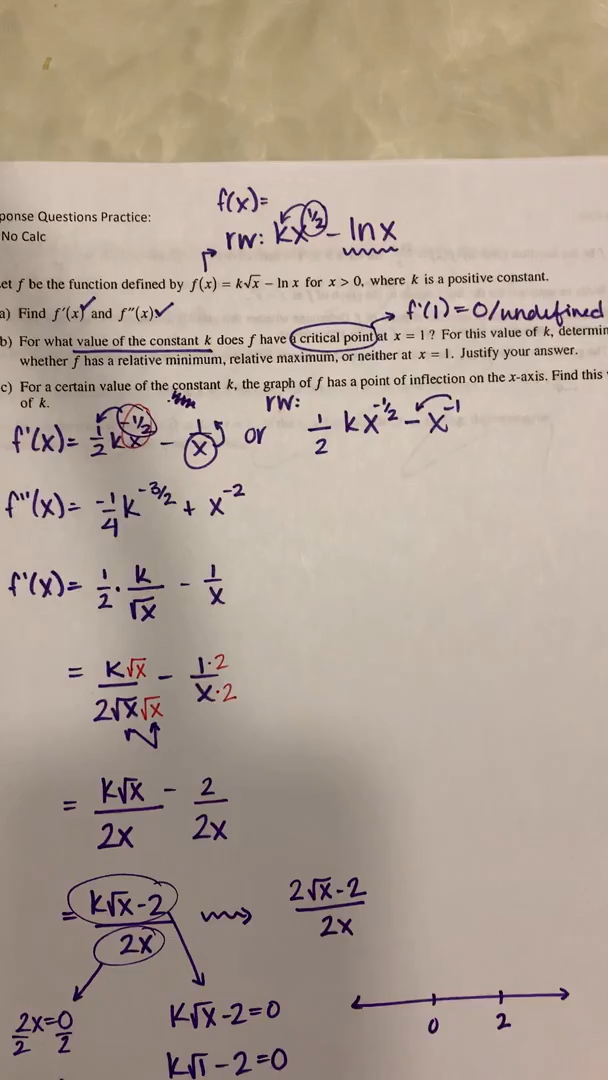 f(x)=
rw: kx^1/2 - ln x
ponse Questions Practice:
No Calc
et f be the function defined by f(x) = k√x − ln x for x > 0, where k is a positive constant.
a) Find f′(x)✓ and f″(x).✓ → f'(1)=0/undefined
b) For what value of the constant k does f have a critical point at x = 1? For this value of k, determin
whether f has a relative minimum, relative maximum, or neither at x = 1. Justify your answer.
c) For a certain value of the constant k, the graph of f has a point of inflection on the x-axis. Find this
of k.
rw:
f'(x)= 1/2 kx^-1/2 - 1/x or 1/2 kx^-1/2 - x^-1
f''(x)= -1/4 k^-3/2 + x^-2
f'(x)= 1/2 · k/√x - 1/x
= k√x/2√x√x - 1·2/x·2
= k√x/2x - 2/2x
= k√x-2/2x → 2√x-2/2x
2x=0 k√x-2=0
2 2 0 2
k√1-2=0